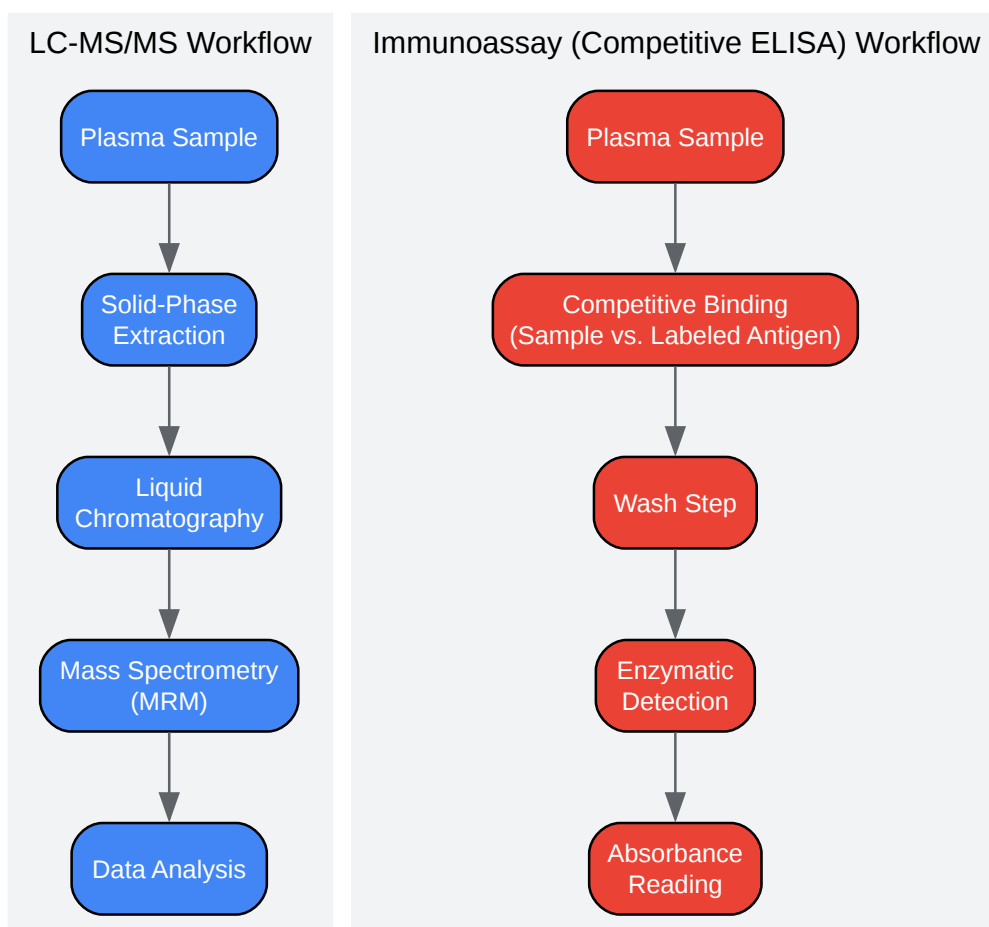 LC-MS/MS Workflow
Plasma Sample
Solid-Phase
Extraction
Liquid
Chromatography
Mass Spectrometry
(MRM)
Data Analysis
Immunoassay (Competitive ELISA) Workflow
Plasma Sample
Competitive Binding
(Sample vs. Labeled Antigen)
Wash Step
Enzymatic
Detection
Absorbance
Reading